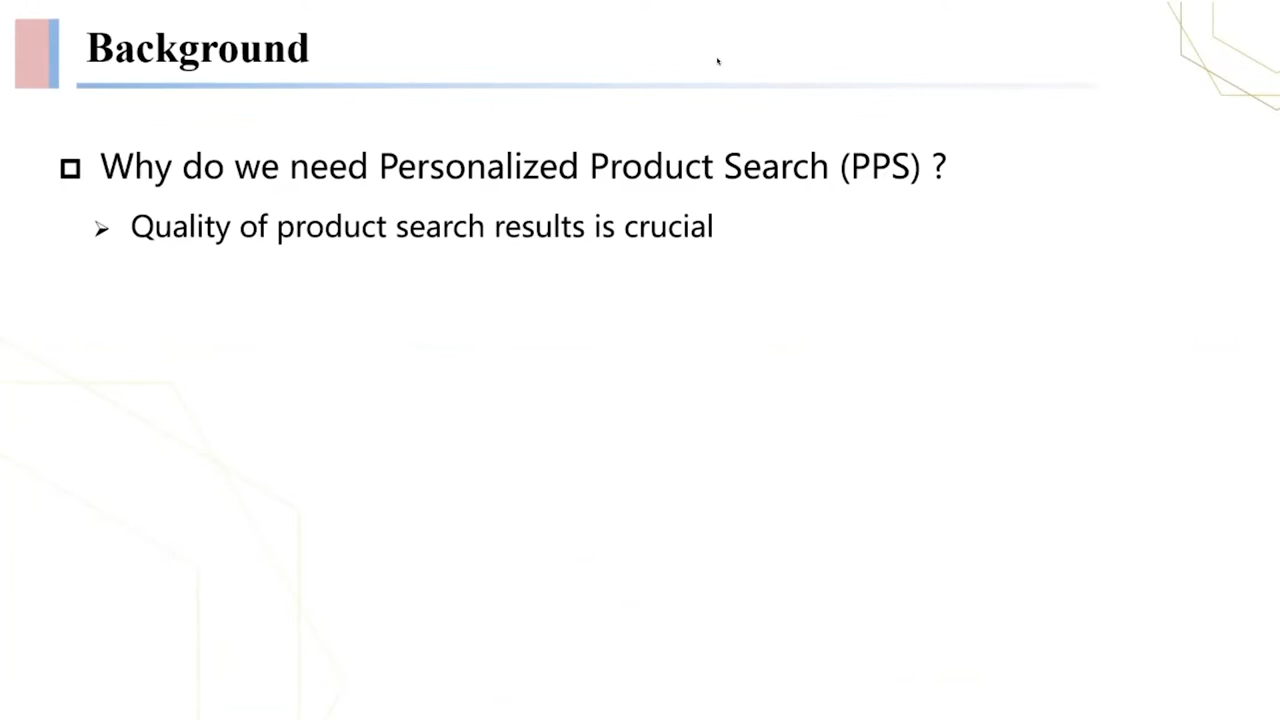 Background
Why do we need Personalized Product Search (PPS) ?
Quality of product search results is crucial